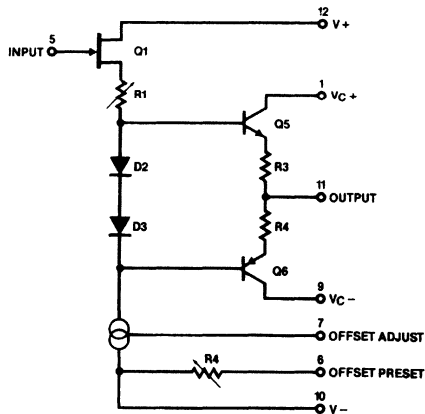 12
V+
5
INPUT
Q1
R1
1
VC+
Q5
D2
R3
11
OUTPUT
D3
R4
Q6
9
VC−
7
OFFSET ADJUST
R4
6
OFFSET PRESET
10
V−